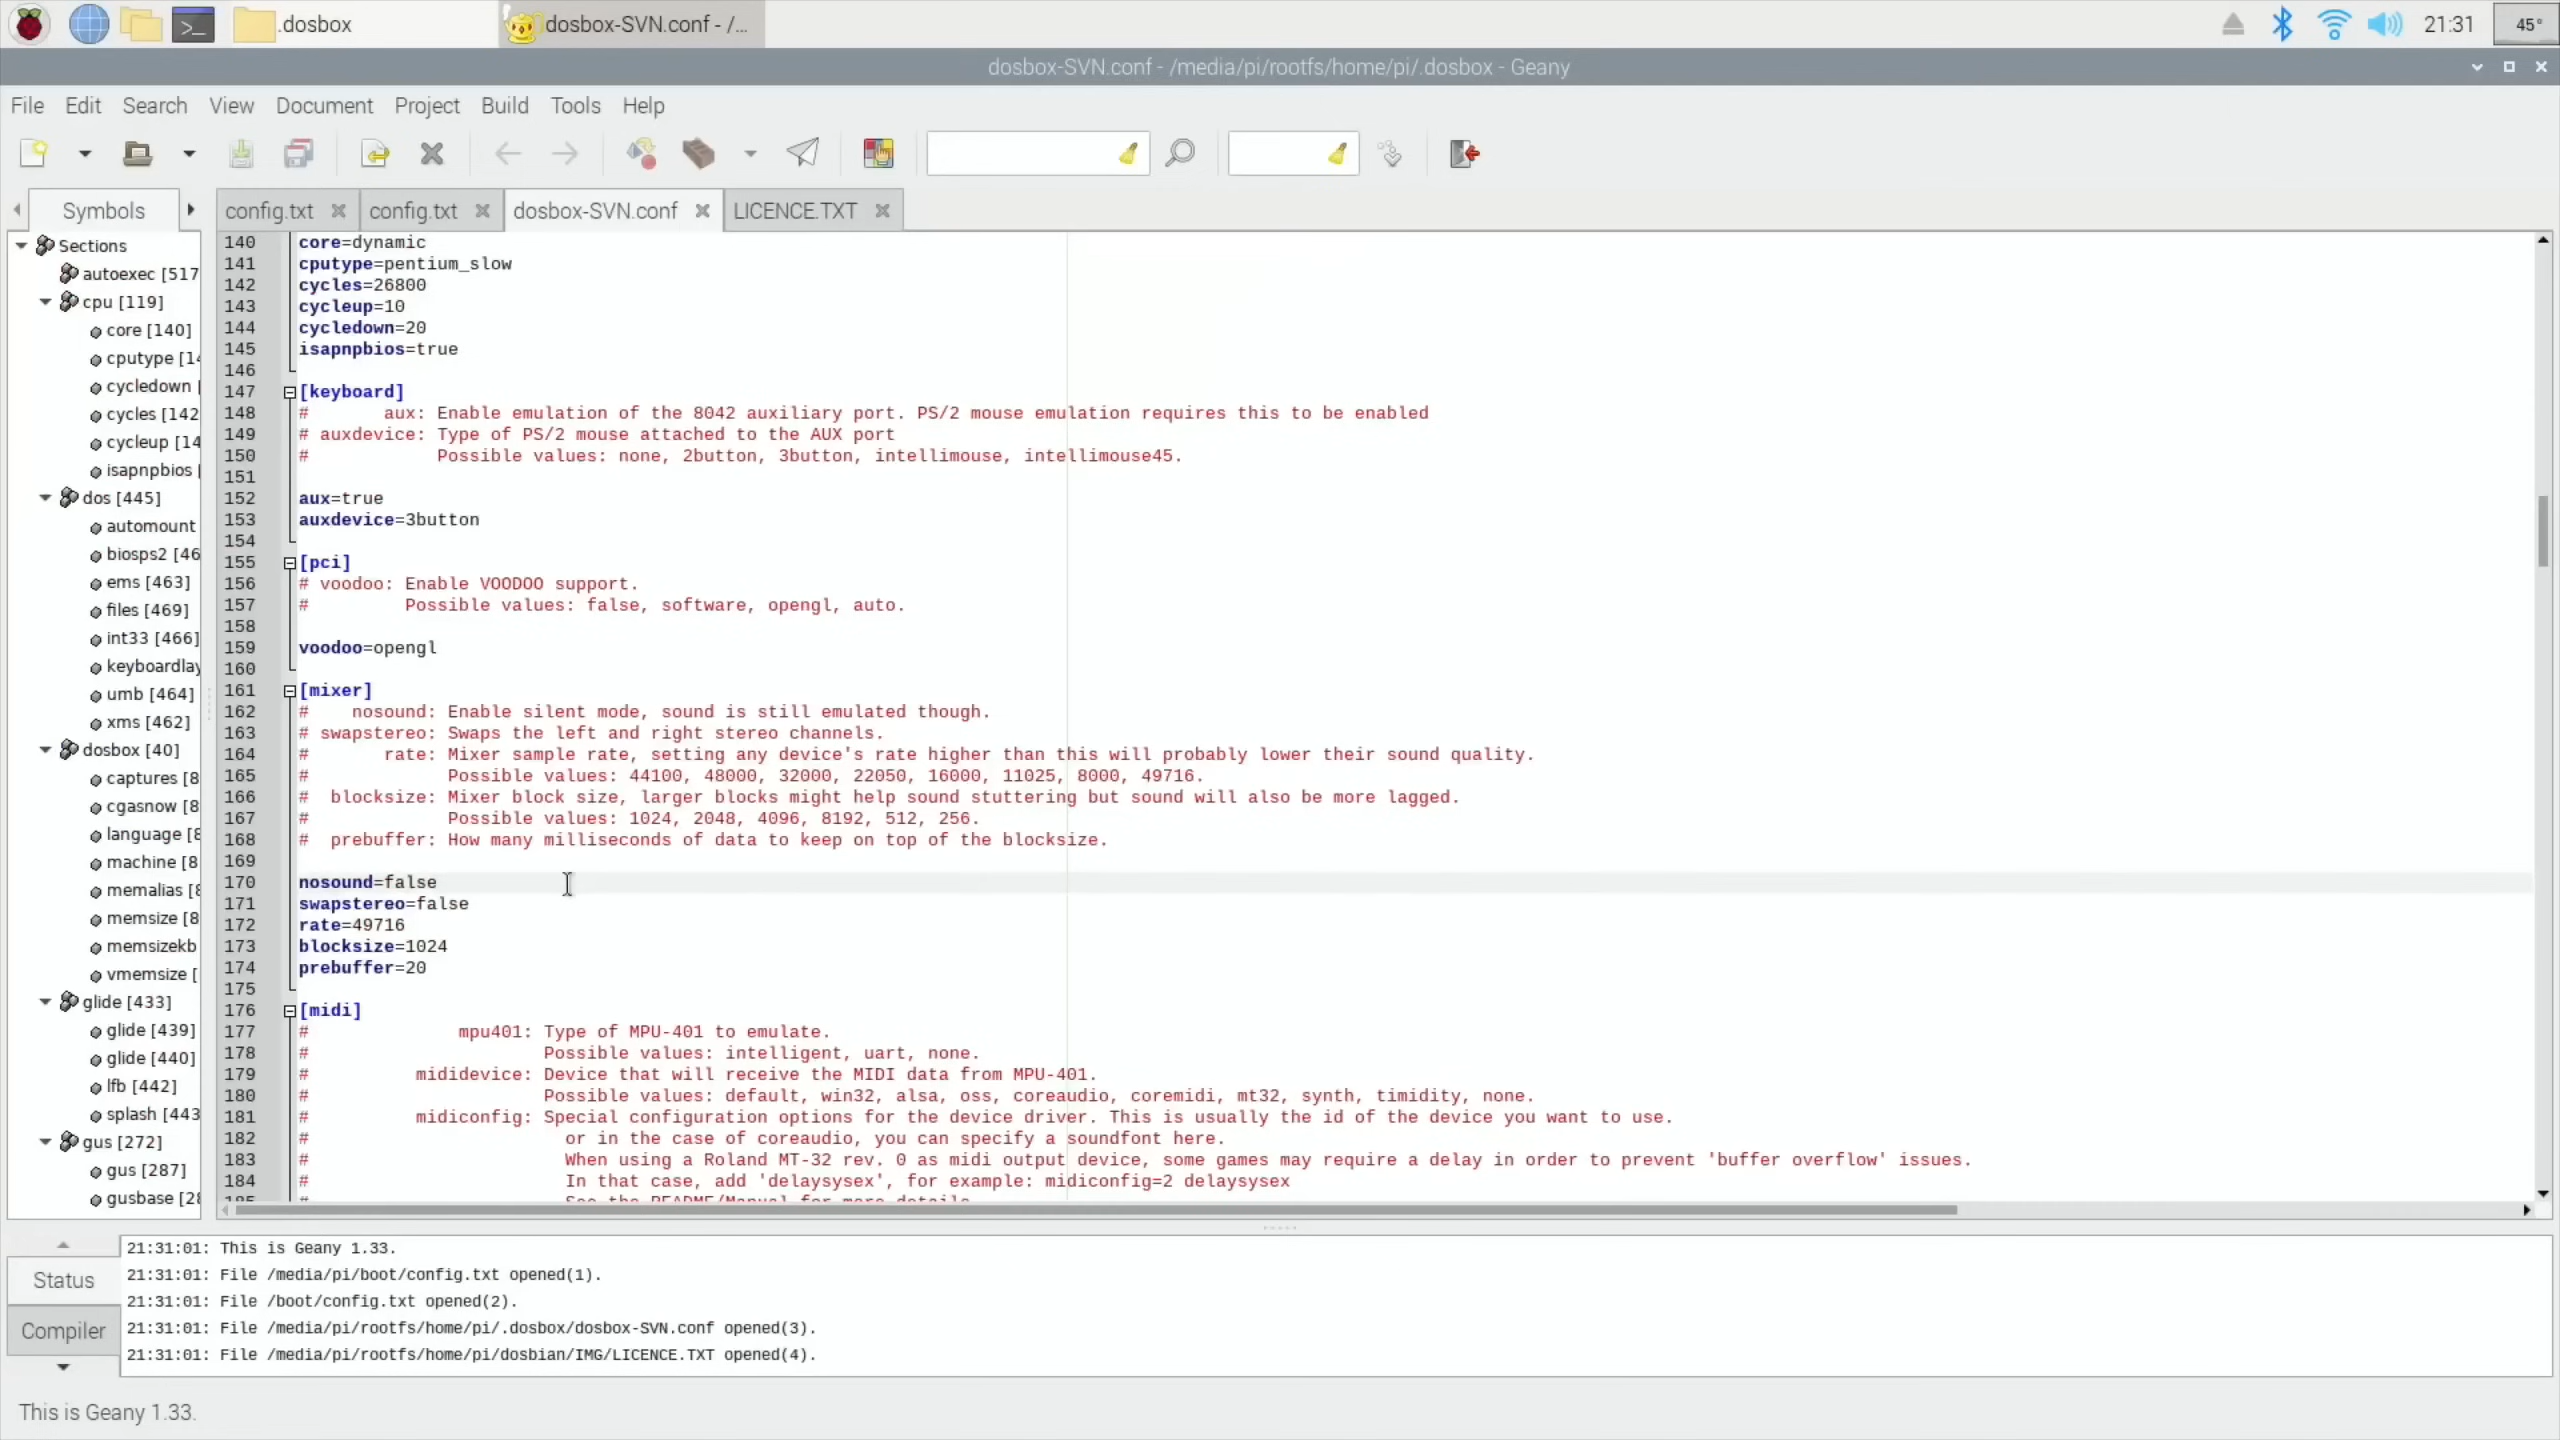 .dosbox
dosbox-SVN.conf - /...
21:31
45°
dosbox-SVN.conf - /media/pi/rootfs/home/pi/.dosbox - Geany
File Edit Search View Document Project Build Tools Help
Symbols
config.txt
config.txt
dosbox-SVN.conf
LICENCE.TXT
Sections
autoexec [517
cpu [119]
core [140]
cputype [14
cycledown [
cycles [142
cycleup [14
isapnpbios [
dos [445]
automount
biosps2 [46
ems [463]
files [469]
int33 [466]
keyboardlay
umb [464]
xms [462]
dosbox [40]
captures [8
cgasnow [8
language [8
machine [8
memalias [8
memsize [8
memsizekb
vmemsize [
glide [433]
glide [439]
glide [440]
lfb [442]
splash [443
gus [272]
gus [287]
gusbase [28
140 core=dynamic
141 cputype=pentium_slow
142 cycles=26800
143 cycleup=10
144 cycledown=20
145 isapnpbios=true
146
147 [keyboard]
148 #       aux: Enable emulation of the 8042 auxiliary port. PS/2 mouse emulation requires this to be enabled
149 # auxdevice: Type of PS/2 mouse attached to the AUX port
150 #            Possible values: none, 2button, 3button, intellimouse, intellimouse45.
151
152 aux=true
153 auxdevice=3button
154
155 [pci]
156 # voodoo: Enable VOODOO support.
157 #         Possible values: false, software, opengl, auto.
158
159 voodoo=opengl
160
161 [mixer]
162 #    nosound: Enable silent mode, sound is still emulated though.
163 # swapstereo: Swaps the left and right stereo channels.
164 #       rate: Mixer sample rate, setting any device's rate higher than this will probably lower their sound quality.
165 #             Possible values: 44100, 48000, 32000, 22050, 16000, 11025, 8000, 49716.
166 #  blocksize: Mixer block size, larger blocks might help sound stuttering but sound will also be more lagged.
167 #             Possible values: 1024, 2048, 4096, 8192, 512, 256.
168 #  prebuffer: How many milliseconds of data to keep on top of the blocksize.
169
170 nosound=false
171 swapstereo=false
172 rate=49716
173 blocksize=1024
174 prebuffer=20
175
176 [midi]
177 #              mpu401: Type of MPU-401 to emulate.
178 #                      Possible values: intelligent, uart, none.
179 #          mididevice: Device that will receive the MIDI data from MPU-401.
180 #                      Possible values: default, win32, alsa, oss, coreaudio, coremidi, mt32, synth, timidity, none.
181 #          midiconfig: Special configuration options for the device driver. This is usually the id of the device you want to use.
182 #                        or in the case of coreaudio, you can specify a soundfont here.
183 #                        When using a Roland MT-32 rev. 0 as midi output device, some games may require a delay in order to prevent 'buffer overflow' issues.
184 #                        In that case, add 'delaysysex', for example: midiconfig=2 delaysysex
185 #                        See the README/Manual for more details.
Status
Compiler
21:31:01: This is Geany 1.33.
21:31:01: File /media/pi/boot/config.txt opened(1).
21:31:01: File /boot/config.txt opened(2).
21:31:01: File /media/pi/rootfs/home/pi/.dosbox/dosbox-SVN.conf opened(3).
21:31:01: File /media/pi/rootfs/home/pi/dosbian/IMG/LICENCE.TXT opened(4).
This is Geany 1.33.